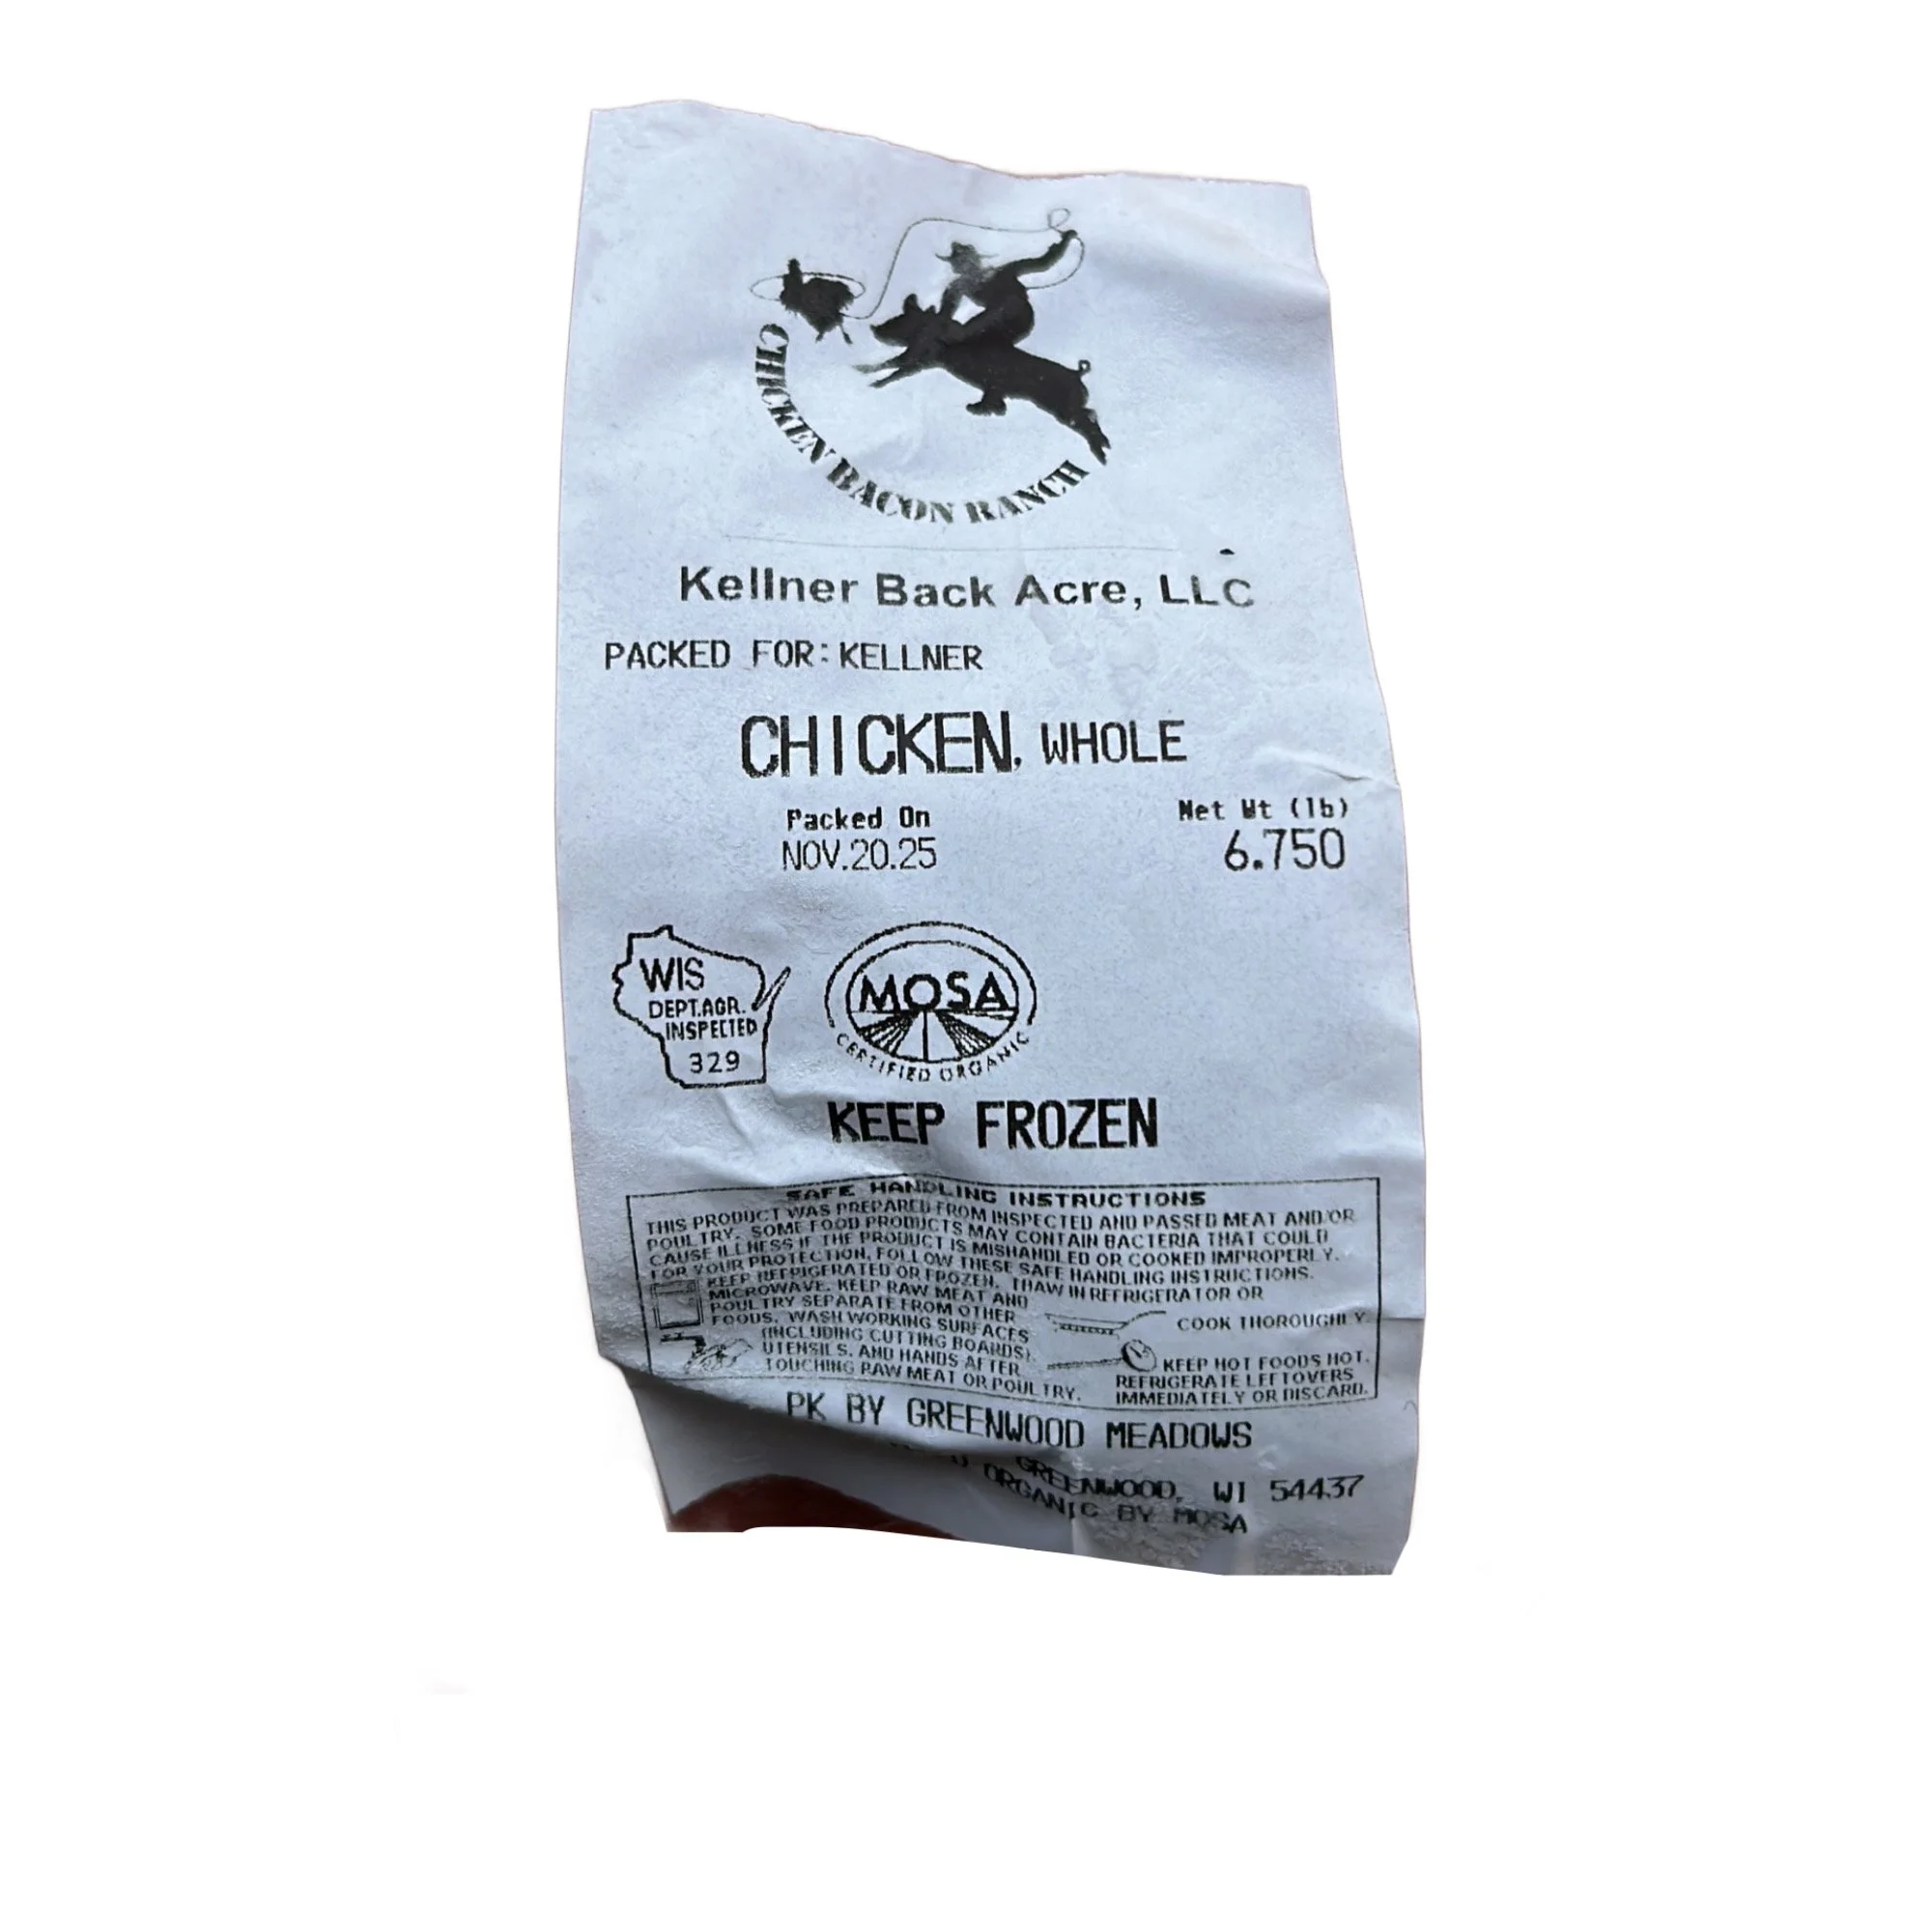 CHICKEN BACON RANCH
Kellner Back Acre, LLC
PACKED FOR: KELLNER
CHICKEN, WHOLE
Packed On
NOV.20.25
Net Wt (lb)
6.750
WIS
DEPT.AGR.
INSPECTED
329
MOSA
CERTIFIED ORGANIC
KEEP FROZEN
SAFE HANDLING INSTRUCTIONS
THIS PRODUCT WAS PREPARED FROM INSPECTED AND PASSED MEAT AND/OR
POULTRY. SOME FOOD PRODUCTS MAY CONTAIN BACTERIA THAT COULD
CAUSE ILLNESS IF THE PRODUCT IS MISHANDLED OR COOKED IMPROPERLY.
FOR YOUR PROTECTION, FOLLOW THESE SAFE HANDLING INSTRUCTIONS.
KEEP REFRIGERATED OR FROZEN. THAW IN REFRIGERATOR OR
MICROWAVE. KEEP RAW MEAT AND
POULTRY SEPARATE FROM OTHER
FOODS. WASH WORKING SURFACES
(INCLUDING CUTTING BOARDS)
UTENSILS. AND HANDS AFTER
TOUCHING RAW MEAT OR POULTRY.
COOK THOROUGHLY
KEEP HOT FOODS HOT.
REFRIGERATE LEFTOVERS
IMMEDIATELY OR DISCARD.
PK BY GREENWOOD MEADOWS
GREENWOOD, WI 54437
ORGANIC BY MOSA